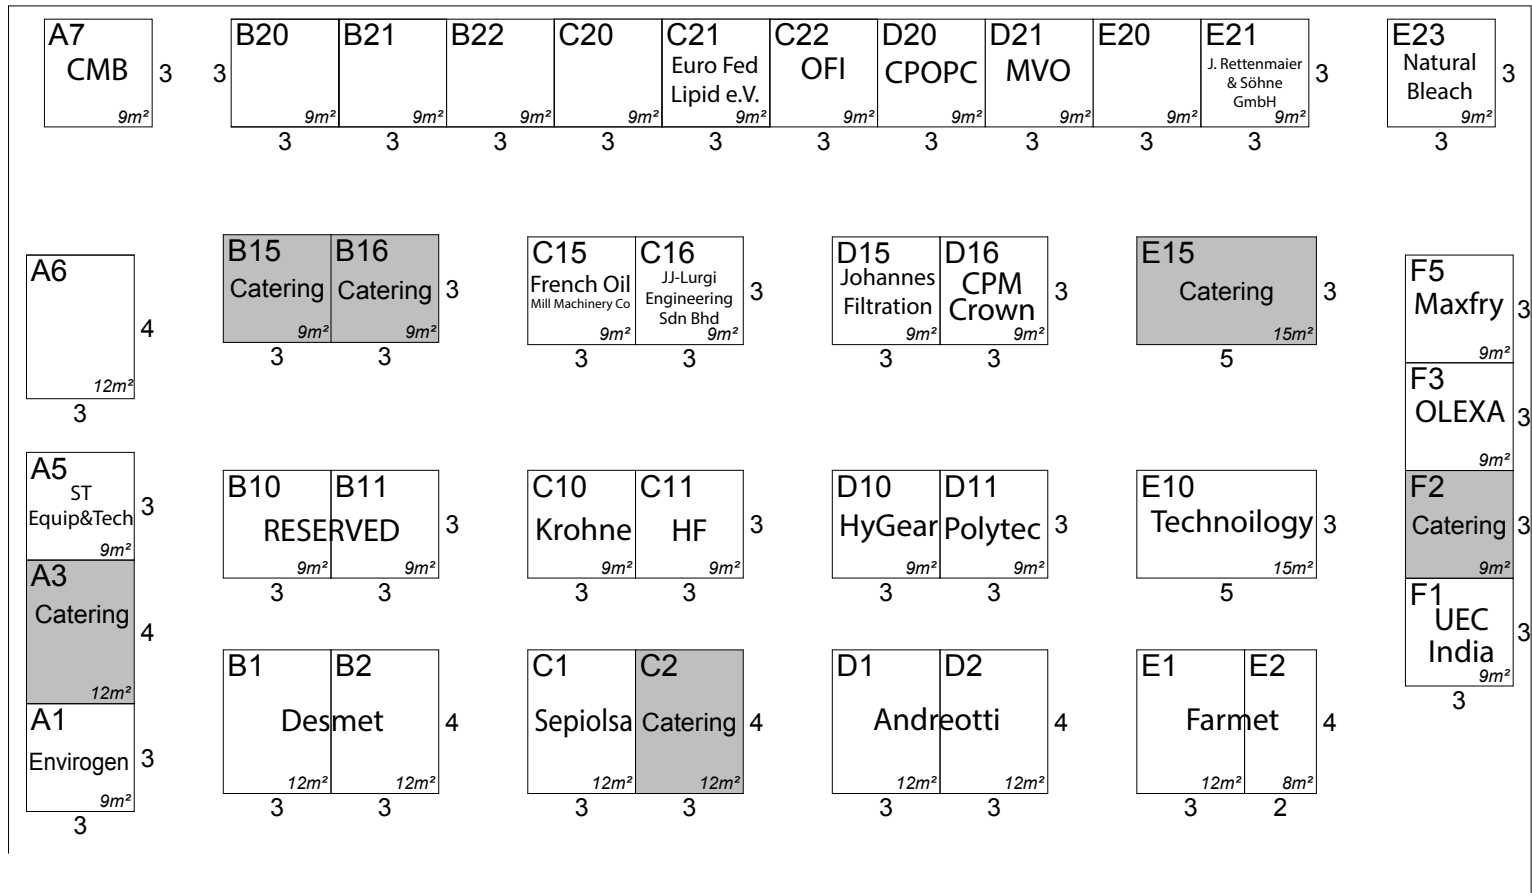 A7
CMB
9m²
3
3
B20
9m²
3
B21
9m²
3
B22
9m²
3
C20
9m²
3
C21
Euro Fed
Lipid e.V.
9m²
3
C22
OFI
9m²
3
D20
CPOPC
9m²
3
D21
MVO
9m²
3
E20
9m²
3
E21
J. Rettenmaier
& Söhne
GmbH
9m²
3
3
E23
Natural
Bleach
9m²
3
3
A6
12m²
4
3
B15
Catering
9m²
3
B16
Catering
9m²
3
3
C15
French Oil
Mill Machinery Co
9m²
3
C16
JJ-Lurgi
Engineering
Sdn Bhd
9m²
3
3
D15
Johannes
Filtration
9m²
3
D16
CPM
Crown
9m²
3
3
E15
Catering
15m²
3
5
F5
Maxfry
9m²
3
F3
OLEXA
9m²
3
A5
ST
Equip&Tech
9m²
3
B10
B11
RESERVED
9m²
9m²
3
3
3
C10
Krohne
9m²
3
C11
HF
9m²
3
3
D10
HyGear
9m²
3
D11
Polytec
9m²
3
3
E10
Technoilogy
15m²
3
5
F2
Catering
9m²
3
A3
Catering
12m²
4
F1
UEC
India
9m²
3
3
A1
Envirogen
9m²
3
3
B1
B2
Desmet
12m²
12m²
4
3
3
C1
Sepiolsa
12m²
3
C2
Catering
12m²
4
3
D1
D2
Andreotti
12m²
12m²
4
3
3
E1
E2
Farmet
12m²
8m²
4
3
2